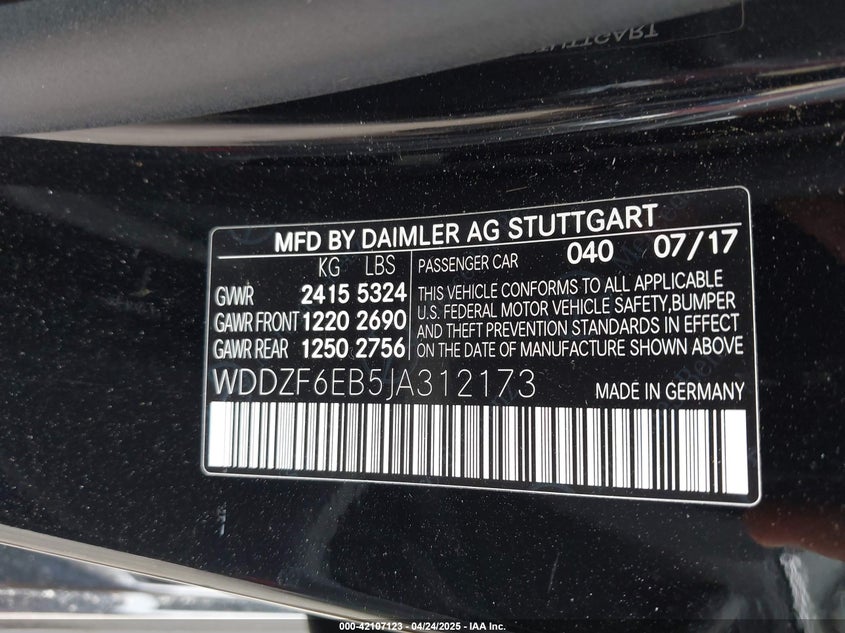 MFD BY DAIMLER AG STUTTGART
KG LBS PASSENGER CAR 040 07/17
GVWR 2415 5324 THIS VEHICLE CONFORMS TO ALL APPLICABLE
GAWR FRONT 1220 2690 U.S. FEDERAL MOTOR VEHICLE SAFETY,BUMPER
GAWR REAR 1250 2756 AND THEFT PREVENTION STANDARDS IN EFFECT
ON THE DATE OF MANUFACTURE SHOWN ABOVE
WDDZF6EB5JA312173 MADE IN GERMANY
000-42107123 - 04/24/2025 - IAA Inc.